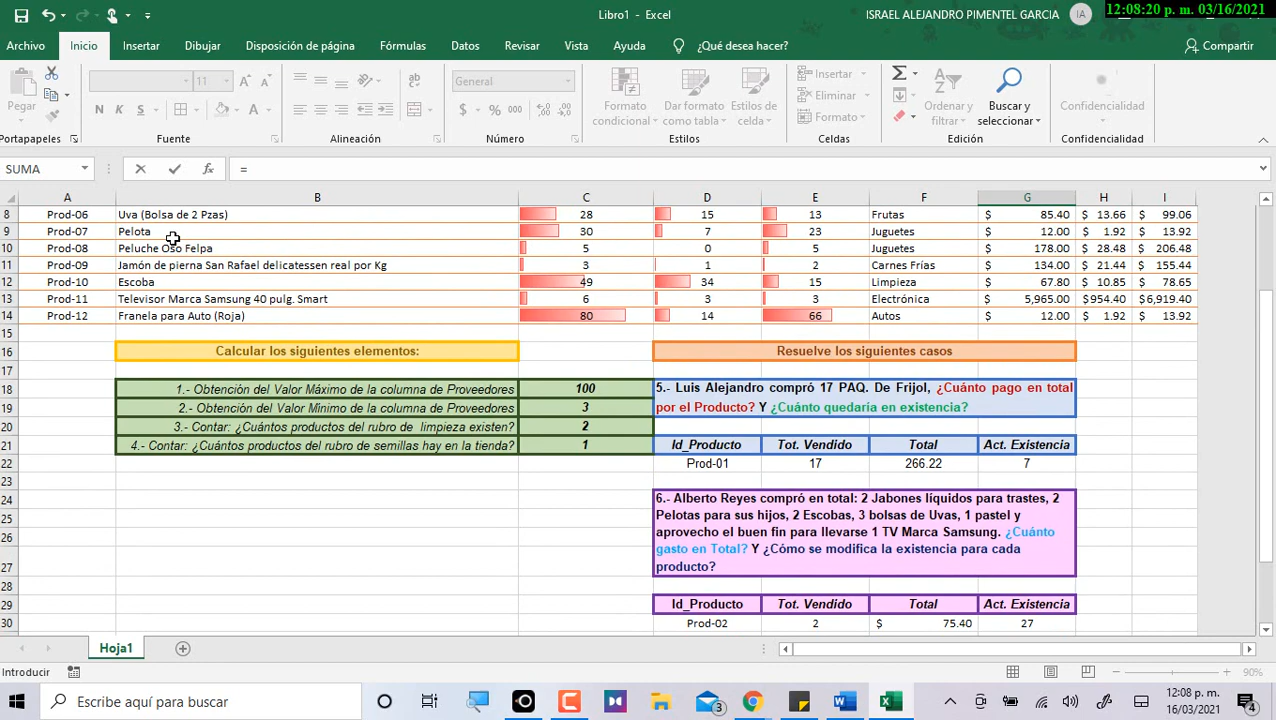 Libro1 - Excel
ISRAEL ALEJANDRO PIMENTEL GARCIA
IA
12:08:20 p. m. 03/16/2021
Archivo Inicio Insertar Dibujar Disposición de página Fórmulas Datos Revisar Vista Ayuda ¿Qué desea hacer? Compartir
Pegar
11
General
Formato condicional
Dar formato como tabla
Estilos de celda
Insertar
Eliminar
Formato
Ordenar y filtrar
Buscar y seleccionar
Confidencialidad
Portapapeles Fuente Alineación Número Estilos Celdas Edición Confidencialidad
SUMA =
A B C D E F G H I
8 Prod-06 Uva (Bolsa de 2 Pzas) 28 15 13 Frutas $ 85.40 $ 13.66 $ 99.06
9 Prod-07 Pelota 30 7 23 Juguetes $ 12.00 $ 1.92 $ 13.92
10 Prod-08 Peluche Oso Felpa 5 0 5 Juguetes $ 178.00 $ 28.48 $ 206.48
11 Prod-09 Jamón de pierna San Rafael delicatessen real por Kg 3 1 2 Carnes Frías $ 134.00 $ 21.44 $ 155.44
12 Prod-10 Escoba 49 34 15 Limpieza $ 67.80 $ 10.85 $ 78.65
13 Prod-11 Televisor Marca Samsung 40 pulg. Smart 6 3 3 Electrónica $ 5,965.00 $954.40 $6,919.40
14 Prod-12 Franela para Auto (Roja) 80 14 66 Autos $ 12.00 $ 1.92 $ 13.92
15
16 Calcular los siguientes elementos: Resuelve los siguientes casos
17
18 1.- Obtención del Valor Máximo de la columna de Proveedores 100
19 2.- Obtención del Valor Mínimo de la columna de Proveedores 3
20 3.- Contar: ¿Cuántos productos del rubro de limpieza existen? 2
21 4.- Contar: ¿Cuántos productos del rubro de semillas hay en la tienda? 1
5.- Luis Alejandro compró 17 PAQ. De Frijol, ¿Cuánto pago en total
por el Producto? Y ¿Cuánto quedaría en existencia?
Id_Producto Tot. Vendido Total Act. Existencia
22 Prod-01 17 266.22 7
23
24 6.- Alberto Reyes compró en total: 2 Jabones líquidos para trastes, 2
25 Pelotas para sus hijos, 2 Escobas, 3 bolsas de Uvas, 1 pastel y
26 aprovecho el buen fin para llevarse 1 TV Marca Samsung. ¿Cuánto
gasto en Total? Y ¿Cómo se modifica la existencia para cada
27 producto?
28
29 Id_Producto Tot. Vendido Total Act. Existencia
30 Prod-02 2 $ 75.40 27
Hoja1
Introducir
90%
Escribe aquí para buscar
3
12:08 p. m.
16/03/2021
4